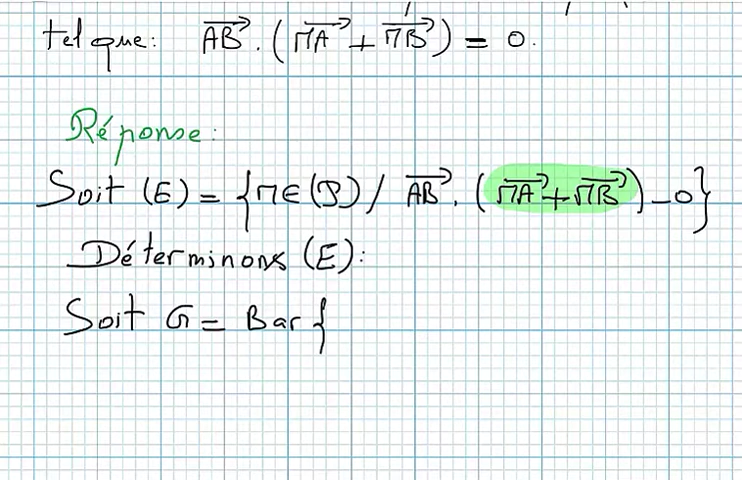 tel que: AB⃗ . (MA⃗ + MB⃗) = 0.
Réponse:
Soit (E) = {M∈(P) / AB⃗ . (MA⃗ + MB⃗) = 0}
Déterminons (E):
Soit G = Bar {